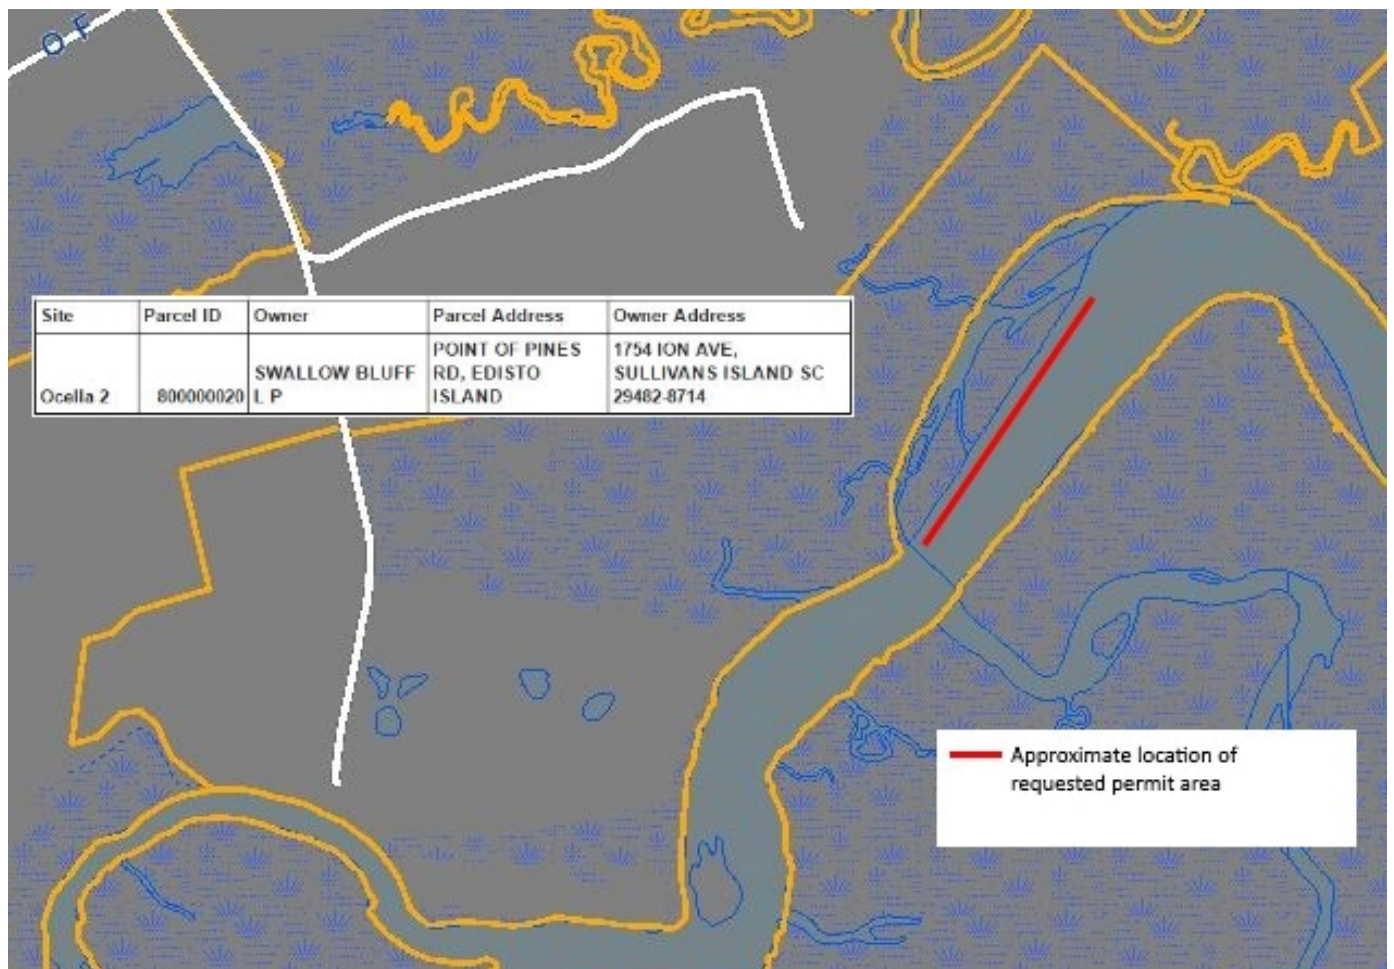 O F
Site Parcel ID Owner Parcel Address Owner Address
Ocella 2 800000020 SWALLOW BLUFF L P POINT OF PINES RD, EDISTO ISLAND 1754 ION AVE, SULLIVANS ISLAND SC 29482-8714
Approximate location of
requested permit area